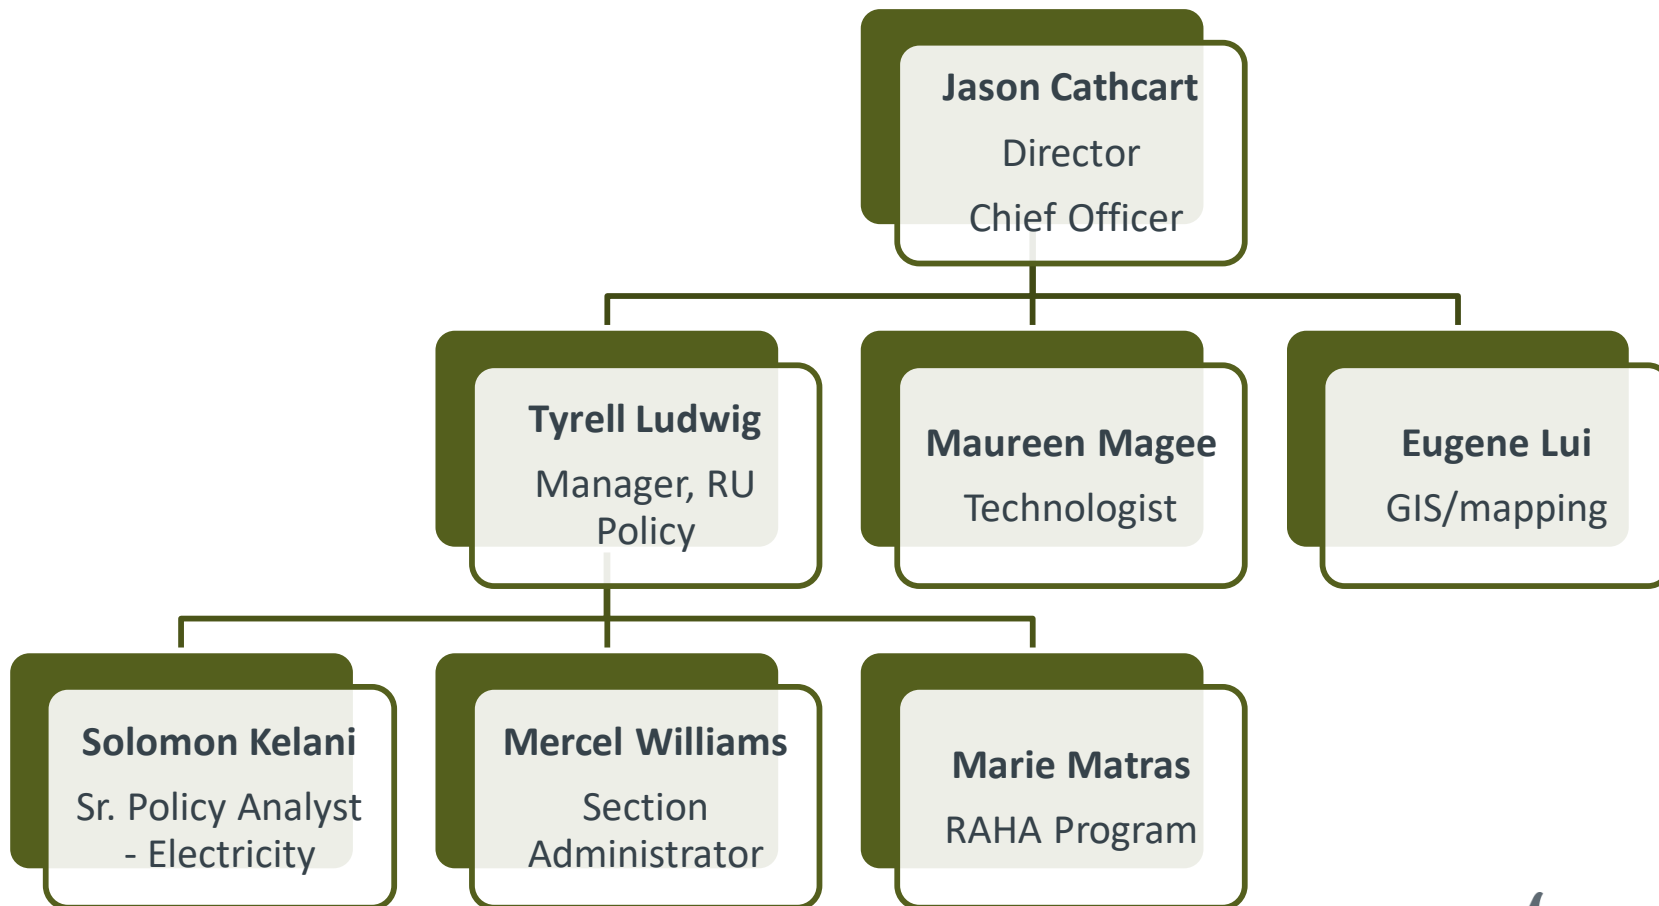 Jason Cathcart
Director
Chief Officer
Tyrell Ludwig
Manager, RU
Policy
Maureen Magee
Technologist
Eugene Lui
GIS/mapping
Solomon Kelani
Sr. Policy Analyst
- Electricity
Mercel Williams
Section
Administrator
Marie Matras
RAHA Program